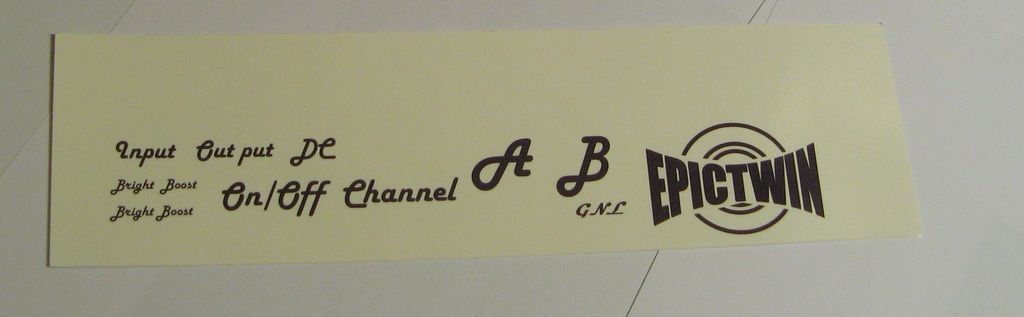 Input Out put DC
Bright Boost
Bright Boost
On/Off Channel
A B
GNL
EPICTWIN